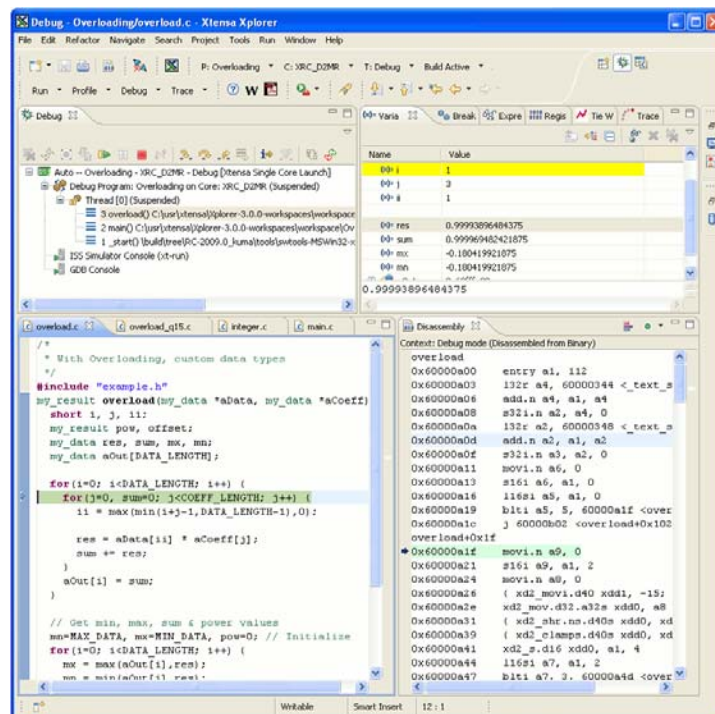 Debug - Overloading/overload.c - Xtensa Xplorer
File Edit Refactor Navigate Search Project Tools Run Window Help
P: Overloading C: XRC_D2MR T: Debug Build Active
Run Profile Debug Trace
Debug
Auto -- Overloading - XRC_D2MR - Debug [Xtensa Single Core Launch]
Debug Program: Overloading on Core: XRC_D2MR (Suspended)
Thread [0] (Suspended)
3 overload() C:\usr\xtensa\Xplorer-3.0.0-workspaces\workspace
2 main() C:\usr\xtensa\Xplorer-3.0.0-workspaces\workspace\Ov
1 _start() \build\tree\RC-2009.0_kuma\tools\swtools-MSWin32-x
ISS Simulator Console (xt-run)
GDB Console
(x)= Varia Break Expre Regis Tie W Trace
Name Value
(x)= i 1
(x)= j 3
(x)= ii 1
(x)= res 0.99993896484375
(x)= sum 0.999969482421875
(x)= mx -0.180419921875
(x)= mn -0.180419921875
0.99993896484375
overload.c overload_q15.c integer.c main.c
/*
* With Overloading, custom data types
*/
#include "example.h"
my_result overload(my_data *aData, my_data *aCoeff)
short i, j, ii;
my_result pow, offset;
my_data res, sum, mx, mn;
my_data aOut[DATA_LENGTH];
for(i=0; i<DATA_LENGTH; i++) {
for(j=0, sum=0; j<COEFF_LENGTH; j++) {
ii = max(min(i+j-1,DATA_LENGTH-1),0);
res = aData[ii] * aCoeff[j];
sum += res;
}
aOut[i] = sum;
}
// Get min, max, sum & power values
mn=MAX_DATA, mx=MIN_DATA, pow=0; // Initialize
for(i=0; i<DATA_LENGTH; i++) {
mx = max(aOut[i],res);
mn = min(aOut[i],res);
Disassembly
Context: Debug mode (Disassembled from Binary)
overload
0x60000a00 entry a1, 112
0x60000a03 l32r a4, 60000344 <_text_s
0x60000a06 add.n a4, a1, a4
0x60000a08 s32i.n a2, a4, 0
0x60000a0a l32r a2, 60000348 <_text_s
0x60000a0d add.n a2, a1, a2
0x60000a0f s32i.n a3, a2, 0
0x60000a11 movi.n a6, 0
0x60000a13 s16i a6, a1, 0
0x60000a16 l16si a5, a1, 0
0x60000a19 blti a5, 5, 60000a1f <over
0x60000a1c j 60000b02 <overload+0x102
overload+0x1f
0x60000a1f movi.n a9, 0
0x60000a21 s16i a9, a1, 2
0x60000a24 movi.n a8, 0
0x60000a26 { xd2_movi.d40 xdd1, -15;
0x60000a2e xd2_mov.d32.a32s xdd0, a8
0x60000a31 { xd2_shr.ns.d40s xdd0, xd
0x60000a39 { xd2_clamps.d40s xdd0, xd
0x60000a41 xd2_s.d16 xdd0, a1, 4
0x60000a44 l16si a7, a1, 2
0x60000a47 blti a7, 3, 60000a4d <over
Writable Smart Insert 12 : 1